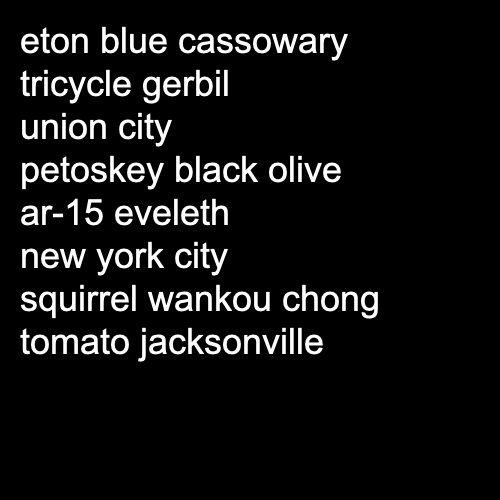 eton blue cassowary
tricycle gerbil
union city
petoskey black olive
ar-15 eveleth
new york city
squirrel wankou chong
tomato jacksonville